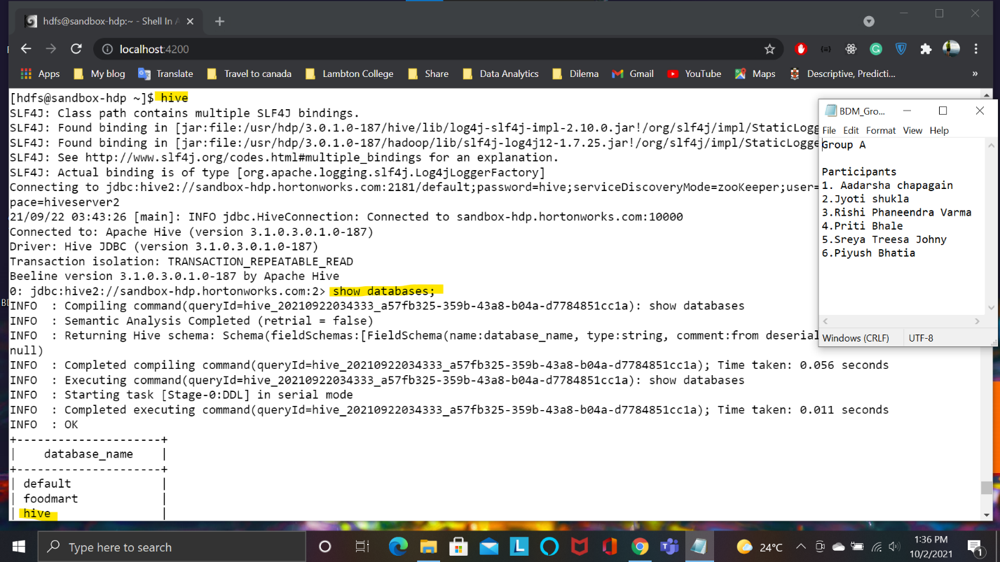 hdfs@sandbox-hdp:~ - Shell In A
localhost:4200
Apps My blog Translate Travel to canada Lambton College Share Data Analytics Dilema Gmail YouTube Maps Descriptive, Predicti... »
[hdfs@sandbox-hdp ~]$ hive
SLF4J: Class path contains multiple SLF4J bindings.
SLF4J: Found binding in [jar:file:/usr/hdp/3.0.1.0-187/hive/lib/log4j-slf4j-impl-2.10.0.jar!/org/slf4j/impl/StaticLogge
SLF4J: Found binding in [jar:file:/usr/hdp/3.0.1.0-187/hadoop/lib/slf4j-log4j12-1.7.25.jar!/org/slf4j/impl/StaticLogge
SLF4J: See http://www.slf4j.org/codes.html#multiple_bindings for an explanation.
SLF4J: Actual binding is of type [org.apache.logging.slf4j.Log4jLoggerFactory]
Connecting to jdbc:hive2://sandbox-hdp.hortonworks.com:2181/default;password=hive;serviceDiscoveryMode=zooKeeper;user=
pace=hiveserver2
21/09/22 03:43:26 [main]: INFO jdbc.HiveConnection: Connected to sandbox-hdp.hortonworks.com:10000
Connected to: Apache Hive (version 3.1.0.3.0.1.0-187)
Driver: Hive JDBC (version 3.1.0.3.0.1.0-187)
Transaction isolation: TRANSACTION_REPEATABLE_READ
Beeline version 3.1.0.3.0.1.0-187 by Apache Hive
0: jdbc:hive2://sandbox-hdp.hortonworks.com:2> show databases;
INFO  : Compiling command(queryId=hive_20210922034333_a57fb325-359b-43a8-b04a-d7784851cc1a): show databases
INFO  : Semantic Analysis Completed (retrial = false)
INFO  : Returning Hive schema: Schema(fieldSchemas:[FieldSchema(name:database_name, type:string, comment:from deserial
null)
INFO  : Completed compiling command(queryId=hive_20210922034333_a57fb325-359b-43a8-b04a-d7784851cc1a); Time taken: 0.056 seconds
INFO  : Executing command(queryId=hive_20210922034333_a57fb325-359b-43a8-b04a-d7784851cc1a): show databases
INFO  : Starting task [Stage-0:DDL] in serial mode
INFO  : Completed executing command(queryId=hive_20210922034333_a57fb325-359b-43a8-b04a-d7784851cc1a); Time taken: 0.011 seconds
INFO  : OK
+--------------------+
|    database_name    |
+--------------------+
| default             |
| foodmart            |
| hive                |
BDM_Gro...
File Edit Format View Help
Group A
Participants
1. Aadarsha chapagain
2.Jyoti shukla
3.Rishi Phaneendra Varma
4.Priti Bhale
5.Sreya Treesa Johny
6.Piyush Bhatia
Windows (CRLF) UTF-8
Type here to search
24°C
1:36 PM
10/2/2021
1